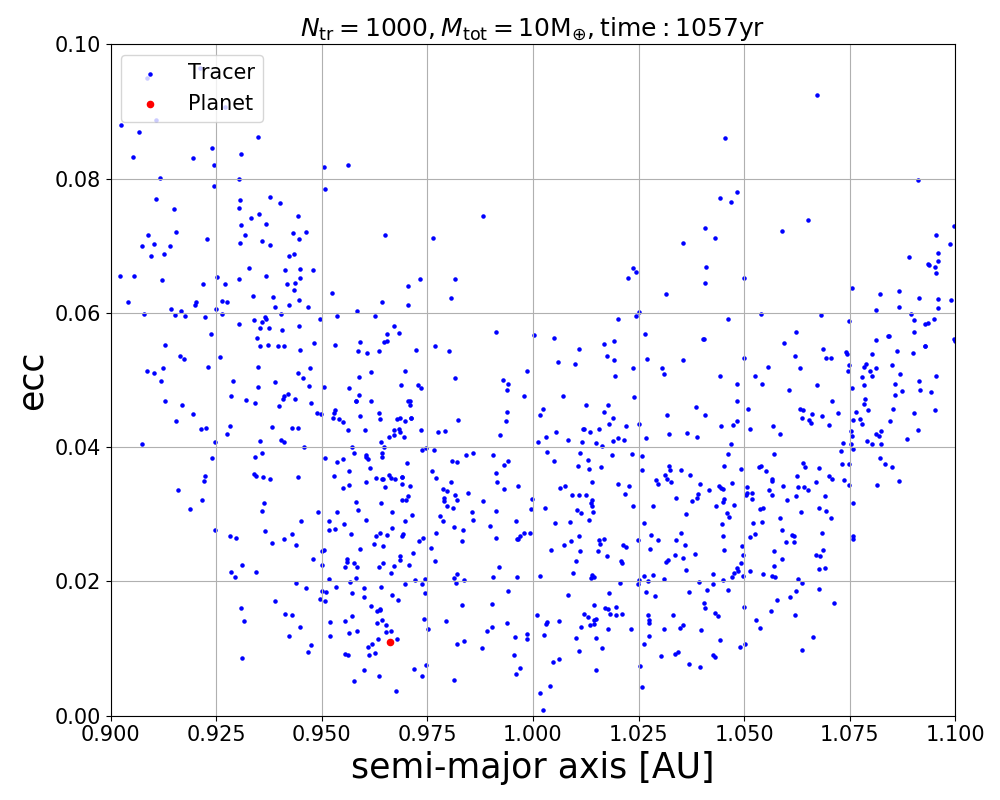 N_tr = 1000, M_tot = 10M_⊕, time : 1057yr
0.10
Tracer
Planet
0.08
0.06
0.04
0.02
0.00
ecc
0.900 0.925 0.950 0.975 1.000 1.025 1.050 1.075 1.100
semi-major axis [AU]